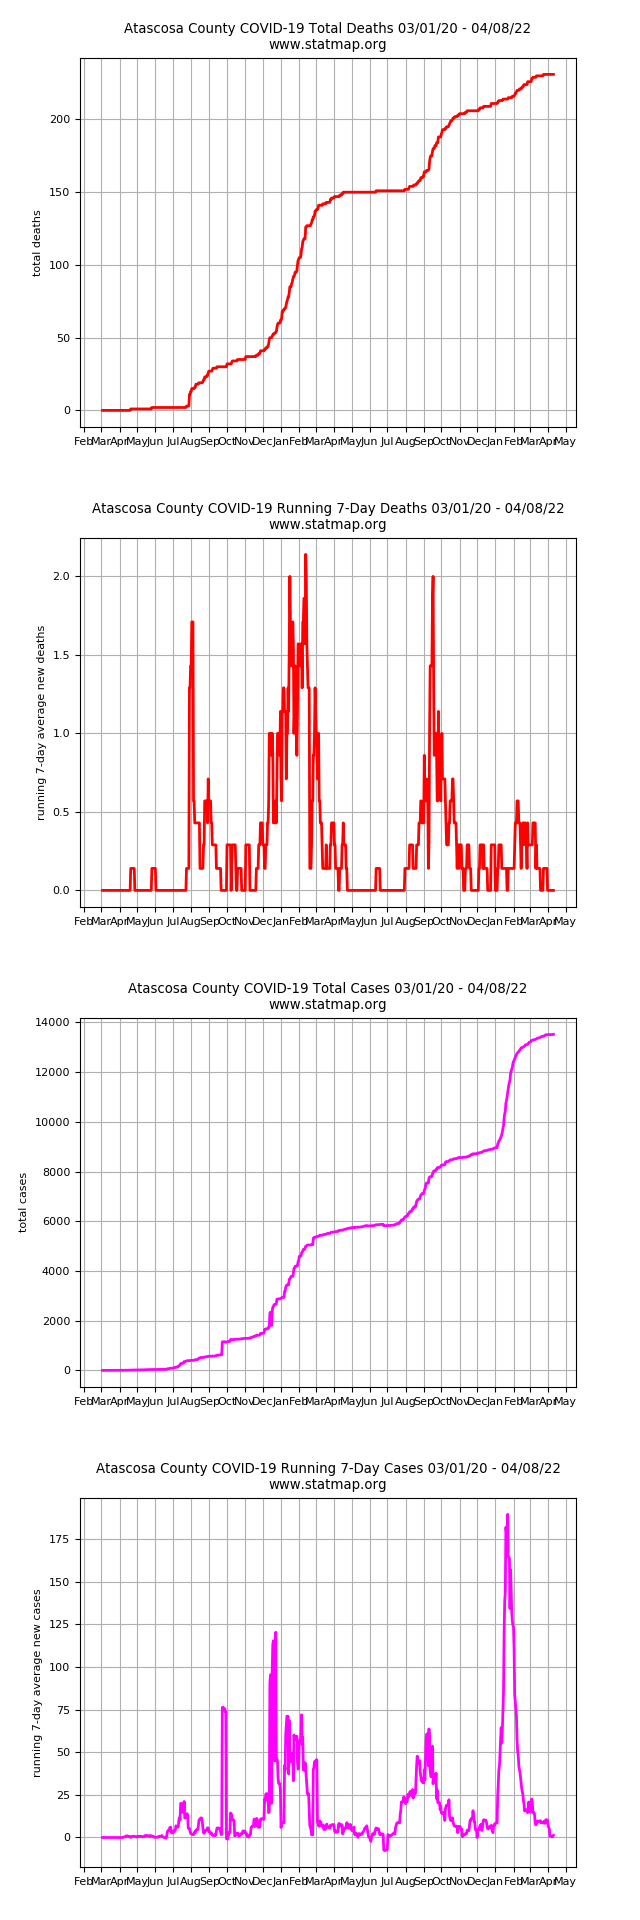 Atascosa County COVID-19 Total Deaths 03/01/20 - 04/08/22
www.statmap.org
200
150
100
50
0
total deaths
Feb Mar Apr May Jun Jul Aug Sep Oct Nov Dec Jan Feb Mar Apr May Jun Jul Aug Sep Oct Nov Dec Jan Feb Mar Apr May
Atascosa County COVID-19 Running 7-Day Deaths 03/01/20 - 04/08/22
www.statmap.org
2.0
1.5
1.0
0.5
0.0
running 7-day average new deaths
Feb Mar Apr May Jun Jul Aug Sep Oct Nov Dec Jan Feb Mar Apr May Jun Jul Aug Sep Oct Nov Dec Jan Feb Mar Apr May
Atascosa County COVID-19 Total Cases 03/01/20 - 04/08/22
www.statmap.org
14000
12000
10000
8000
6000
4000
2000
0
total cases
Feb Mar Apr May Jun Jul Aug Sep Oct Nov Dec Jan Feb Mar Apr May Jun Jul Aug Sep Oct Nov Dec Jan Feb Mar Apr May
Atascosa County COVID-19 Running 7-Day Cases 03/01/20 - 04/08/22
www.statmap.org
175
150
125
100
75
50
25
0
running 7-day average new cases
Feb Mar Apr May Jun Jul Aug Sep Oct Nov Dec Jan Feb Mar Apr May Jun Jul Aug Sep Oct Nov Dec Jan Feb Mar Apr May